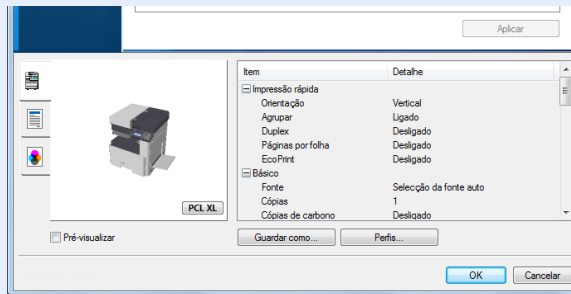 Aplicar
Item Detalhe
Impressão rápida
Orientação Vertical
Agrupar Ligado
Duplex Desligado
Páginas por folha Desligado
EcoPrint Desligado
Básico
Fonte Selecção da fonte auto
Cópias 1
Cópias de carbono Desligado
PCL XL
Pré-visualizar Guardar como... Perfis...
OK Cancelar